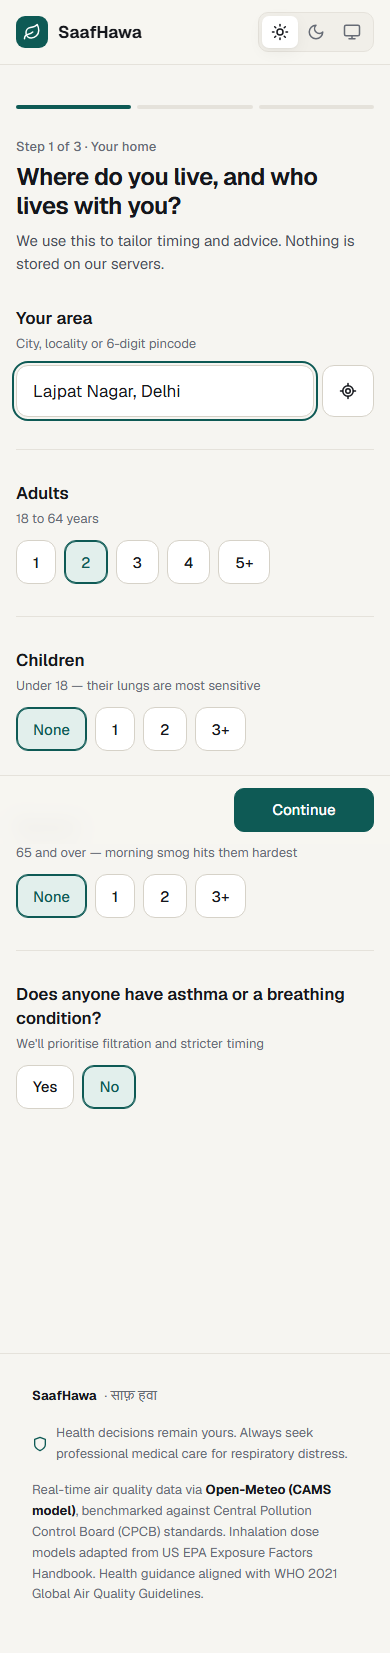 SaafHawa
Step 1 of 3 · Your home
Where do you live, and who
lives with you?
We use this to tailor timing and advice. Nothing is
stored on our servers.
Your area
City, locality or 6-digit pincode
Lajpat Nagar, Delhi
Adults
18 to 64 years
1 2 3 4 5+
Children
Under 18 — their lungs are most sensitive
None 1 2 3+
Continue
65 and over — morning smog hits them hardest
None 1 2 3+
Does anyone have asthma or a breathing
condition?
We'll prioritise filtration and stricter timing
Yes No
SaafHawa · साफ़ हवा
Health decisions remain yours. Always seek
professional medical care for respiratory distress.
Real-time air quality data via Open-Meteo (CAMS
model), benchmarked against Central Pollution
Control Board (CPCB) standards. Inhalation dose
models adapted from US EPA Exposure Factors
Handbook. Health guidance aligned with WHO 2021
Global Air Quality Guidelines.